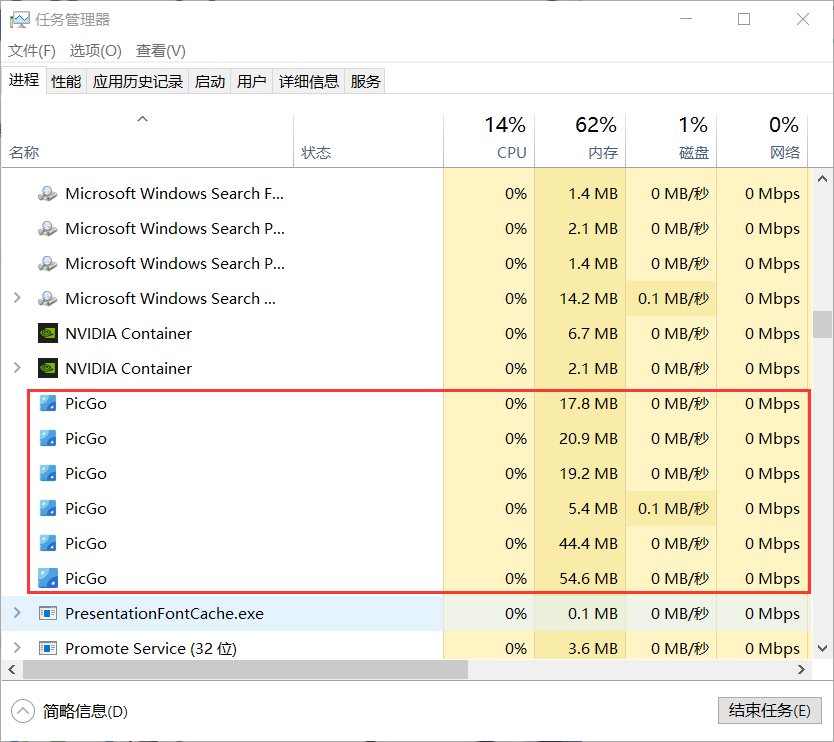 任务管理器
文件(F) 选项(O) 查看(V)
进程 性能 应用历史记录 启动 用户 详细信息 服务
14% 62% 1% 0%
名称 状态 CPU 内存 磁盘 网络
Microsoft Windows Search F... 0% 1.4 MB 0 MB/秒 0 Mbps
Microsoft Windows Search P... 0% 2.1 MB 0 MB/秒 0 Mbps
Microsoft Windows Search P... 0% 1.4 MB 0 MB/秒 0 Mbps
Microsoft Windows Search ... 0% 14.2 MB 0.1 MB/秒 0 Mbps
NVIDIA Container 0% 6.7 MB 0 MB/秒 0 Mbps
NVIDIA Container 0% 2.1 MB 0 MB/秒 0 Mbps
PicGo 0% 17.8 MB 0 MB/秒 0 Mbps
PicGo 0% 20.9 MB 0 MB/秒 0 Mbps
PicGo 0% 19.2 MB 0 MB/秒 0 Mbps
PicGo 0% 5.4 MB 0.1 MB/秒 0 Mbps
PicGo 0% 44.4 MB 0 MB/秒 0 Mbps
PicGo 0% 54.6 MB 0 MB/秒 0 Mbps
PresentationFontCache.exe 0% 0.1 MB 0 MB/秒 0 Mbps
Promote Service (32 位) 0% 3.6 MB 0 MB/秒 0 Mbps
简略信息(D) 结束任务(E)